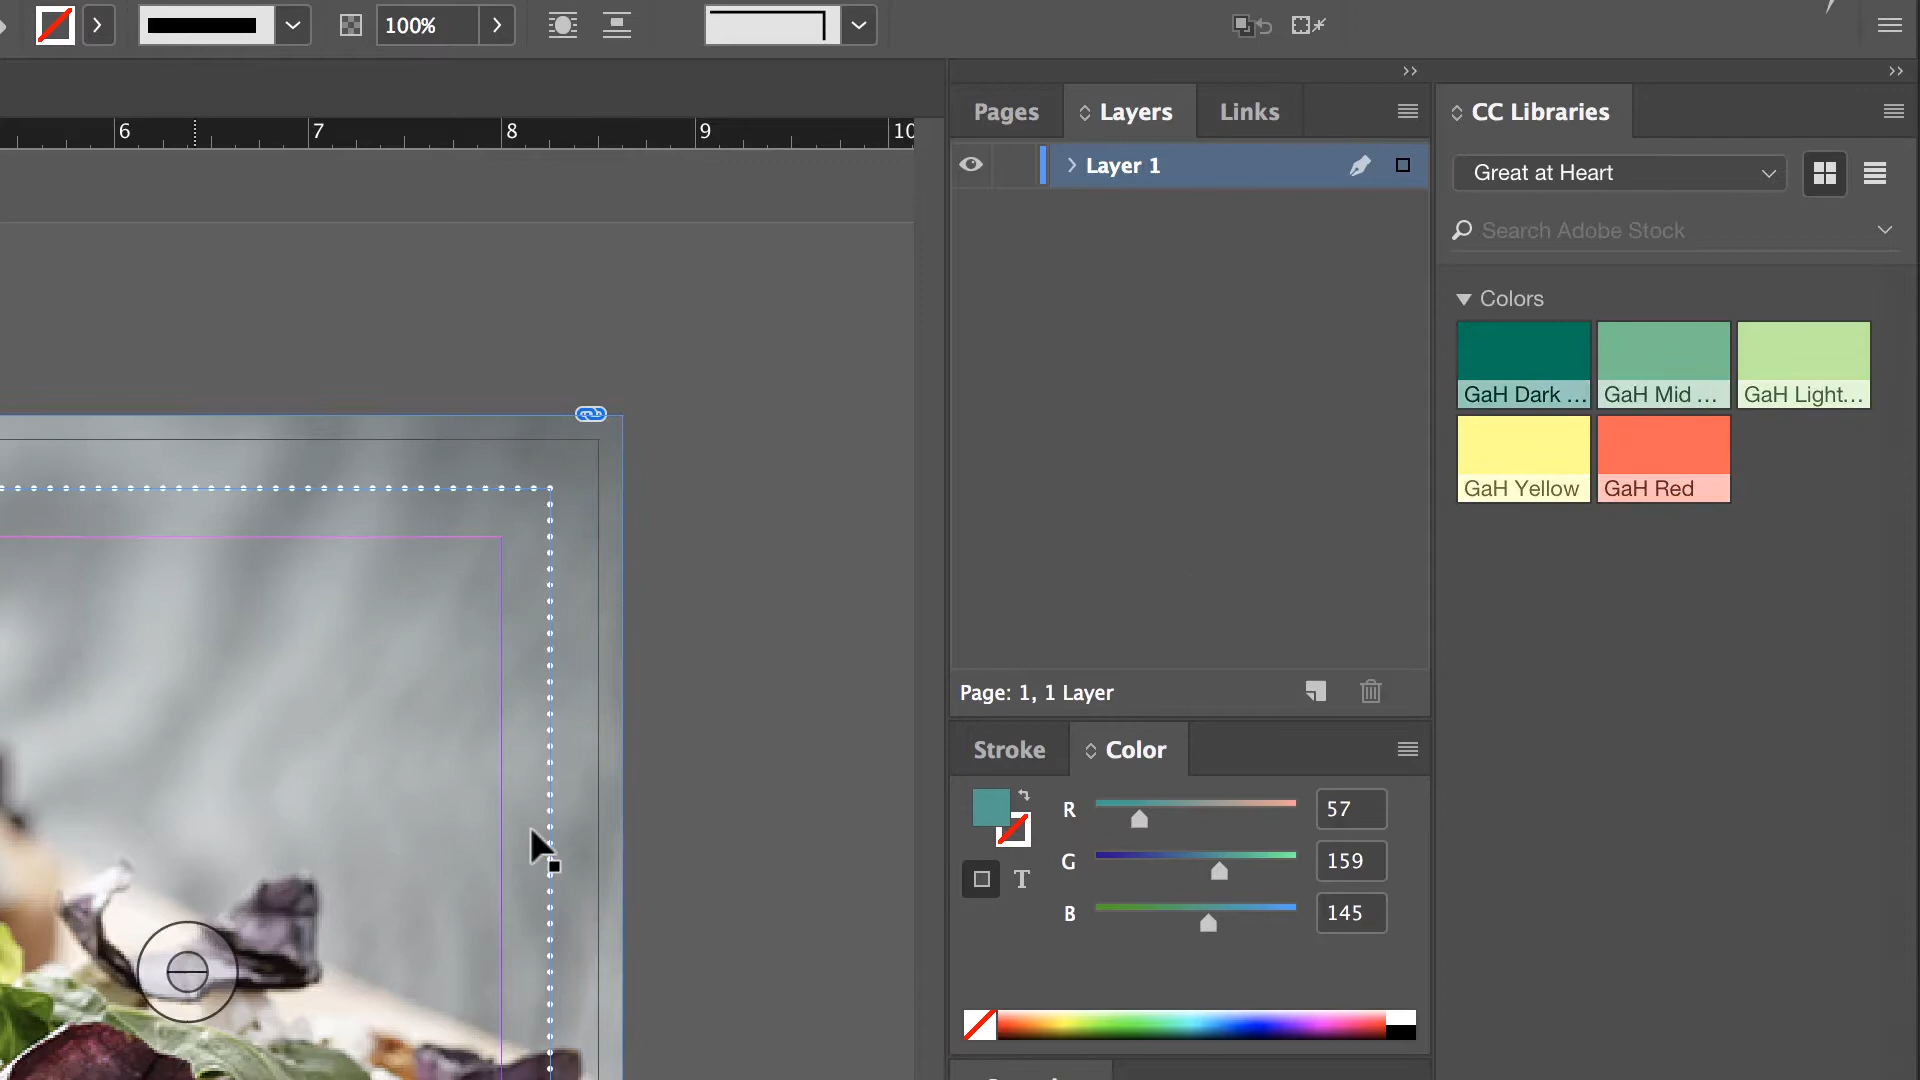 100%
6 7 8 9 10
Pages Layers Links
Layer 1
Page: 1, 1 Layer
Stroke Color
R 57
G 159
T
B 145
CC Libraries
Great at Heart
Search Adobe Stock
Colors
GaH Dark ... GaH Mid ... GaH Light...
GaH Yellow GaH Red